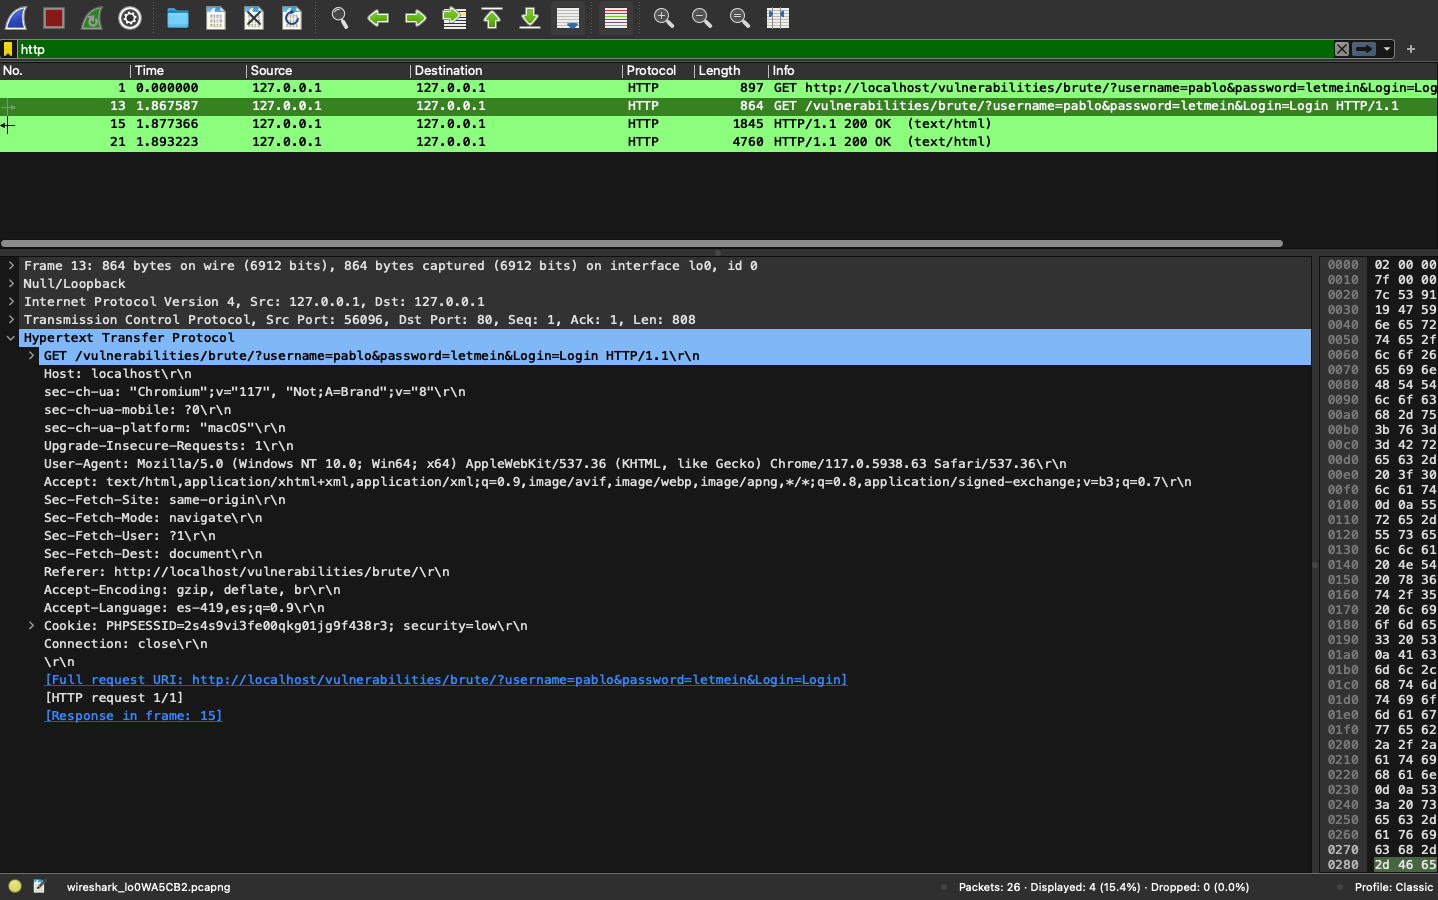 http
No. Time Source Destination Protocol Length Info
1 0.000000 127.0.0.1 127.0.0.1 HTTP 897 GET http://localhost/vulnerabilities/brute/?username=pablo&password=letmein&Login=Log
13 1.867587 127.0.0.1 127.0.0.1 HTTP 864 GET /vulnerabilities/brute/?username=pablo&password=letmein&Login=Login HTTP/1.1
15 1.877366 127.0.0.1 127.0.0.1 HTTP 1845 HTTP/1.1 200 OK  (text/html)
21 1.893223 127.0.0.1 127.0.0.1 HTTP 4760 HTTP/1.1 200 OK  (text/html)
Frame 13: 864 bytes on wire (6912 bits), 864 bytes captured (6912 bits) on interface lo0, id 0
Null/Loopback
Internet Protocol Version 4, Src: 127.0.0.1, Dst: 127.0.0.1
Transmission Control Protocol, Src Port: 56096, Dst Port: 80, Seq: 1, Ack: 1, Len: 808
Hypertext Transfer Protocol
GET /vulnerabilities/brute/?username=pablo&password=letmein&Login=Login HTTP/1.1\r\n
Host: localhost\r\n
sec-ch-ua: "Chromium";v="117", "Not;A=Brand";v="8"\r\n
sec-ch-ua-mobile: ?0\r\n
sec-ch-ua-platform: "macOS"\r\n
Upgrade-Insecure-Requests: 1\r\n
User-Agent: Mozilla/5.0 (Windows NT 10.0; Win64; x64) AppleWebKit/537.36 (KHTML, like Gecko) Chrome/117.0.5938.63 Safari/537.36\r\n
Accept: text/html,application/xhtml+xml,application/xml;q=0.9,image/avif,image/webp,image/apng,*/*;q=0.8,application/signed-exchange;v=b3;q=0.7\r\n
Sec-Fetch-Site: same-origin\r\n
Sec-Fetch-Mode: navigate\r\n
Sec-Fetch-User: ?1\r\n
Sec-Fetch-Dest: document\r\n
Referer: http://localhost/vulnerabilities/brute/\r\n
Accept-Encoding: gzip, deflate, br\r\n
Accept-Language: es-419,es;q=0.9\r\n
Cookie: PHPSESSID=2s4s9vi3fe00qkg01jg9f438r3; security=low\r\n
Connection: close\r\n
\r\n
[Full request URI: http://localhost/vulnerabilities/brute/?username=pablo&password=letmein&Login=Login]
[HTTP request 1/1]
[Response in frame: 15]
0000 02 00 00
0010 7f 00 00
0020 7c 53 91
0030 19 47 59
0040 6e 65 72
0050 74 65 2f
0060 6c 6f 26
0070 65 69 6e
0080 48 54 54
0090 6c 6f 63
00a0 68 2d 75
00b0 3b 76 3d
00c0 3d 42 72
00d0 65 63 2d
00e0 20 3f 30
00f0 6c 61 74
0100 0d 0a 55
0110 72 65 2d
0120 55 73 65
0130 6c 6c 61
0140 20 4e 54
0150 20 78 36
0160 74 2f 35
0170 20 6c 69
0180 6f 6d 65
0190 33 20 53
01a0 0a 41 63
01b0 6d 6c 2c
01c0 68 74 6d
01d0 74 69 6f
01e0 6d 61 67
01f0 77 65 62
0200 2a 2f 2a
0210 61 74 69
0220 68 61 6e
0230 0d 0a 53
0240 3a 20 73
0250 65 63 2d
0260 61 76 69
0270 63 68 2d
0280 2d 46 65
wireshark_lo0WA5CB2.pcapng
Packets: 26 · Displayed: 4 (15.4%) · Dropped: 0 (0.0%)
Profile: Classic